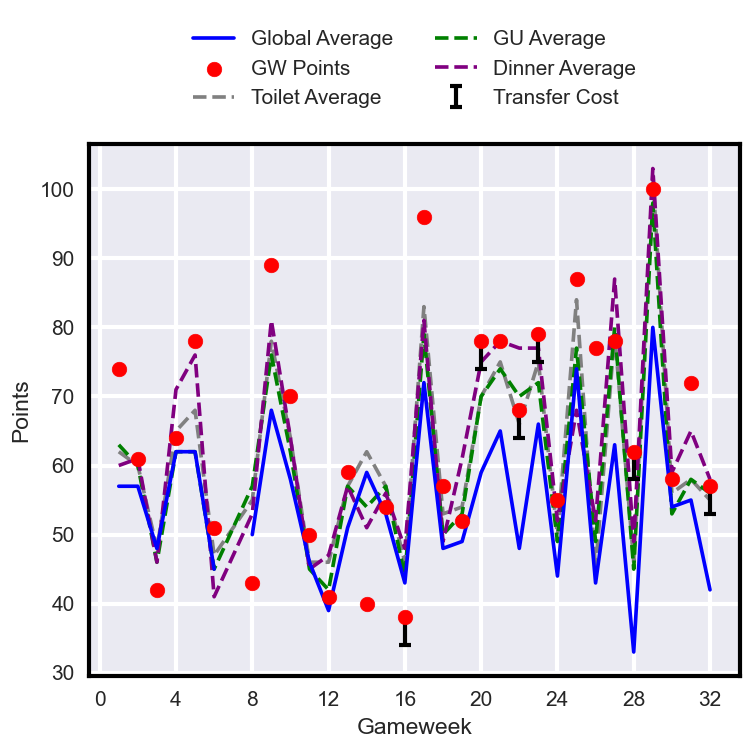 Global Average
GW Points
Toilet Average
GU Average
Dinner Average
Transfer Cost
100
90
80
70
60
50
40
30
Points
0 4 8 12 16 20 24 28 32
Gameweek